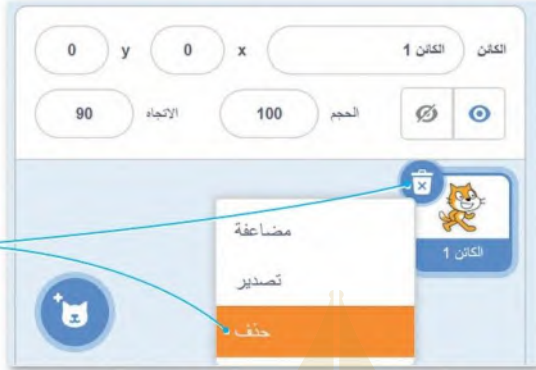 الكائن الكائن 1 x 0 y 0
الحجم 100 الاتجاه 90
الكائن 1
مضاعفة
تصدير
حذف